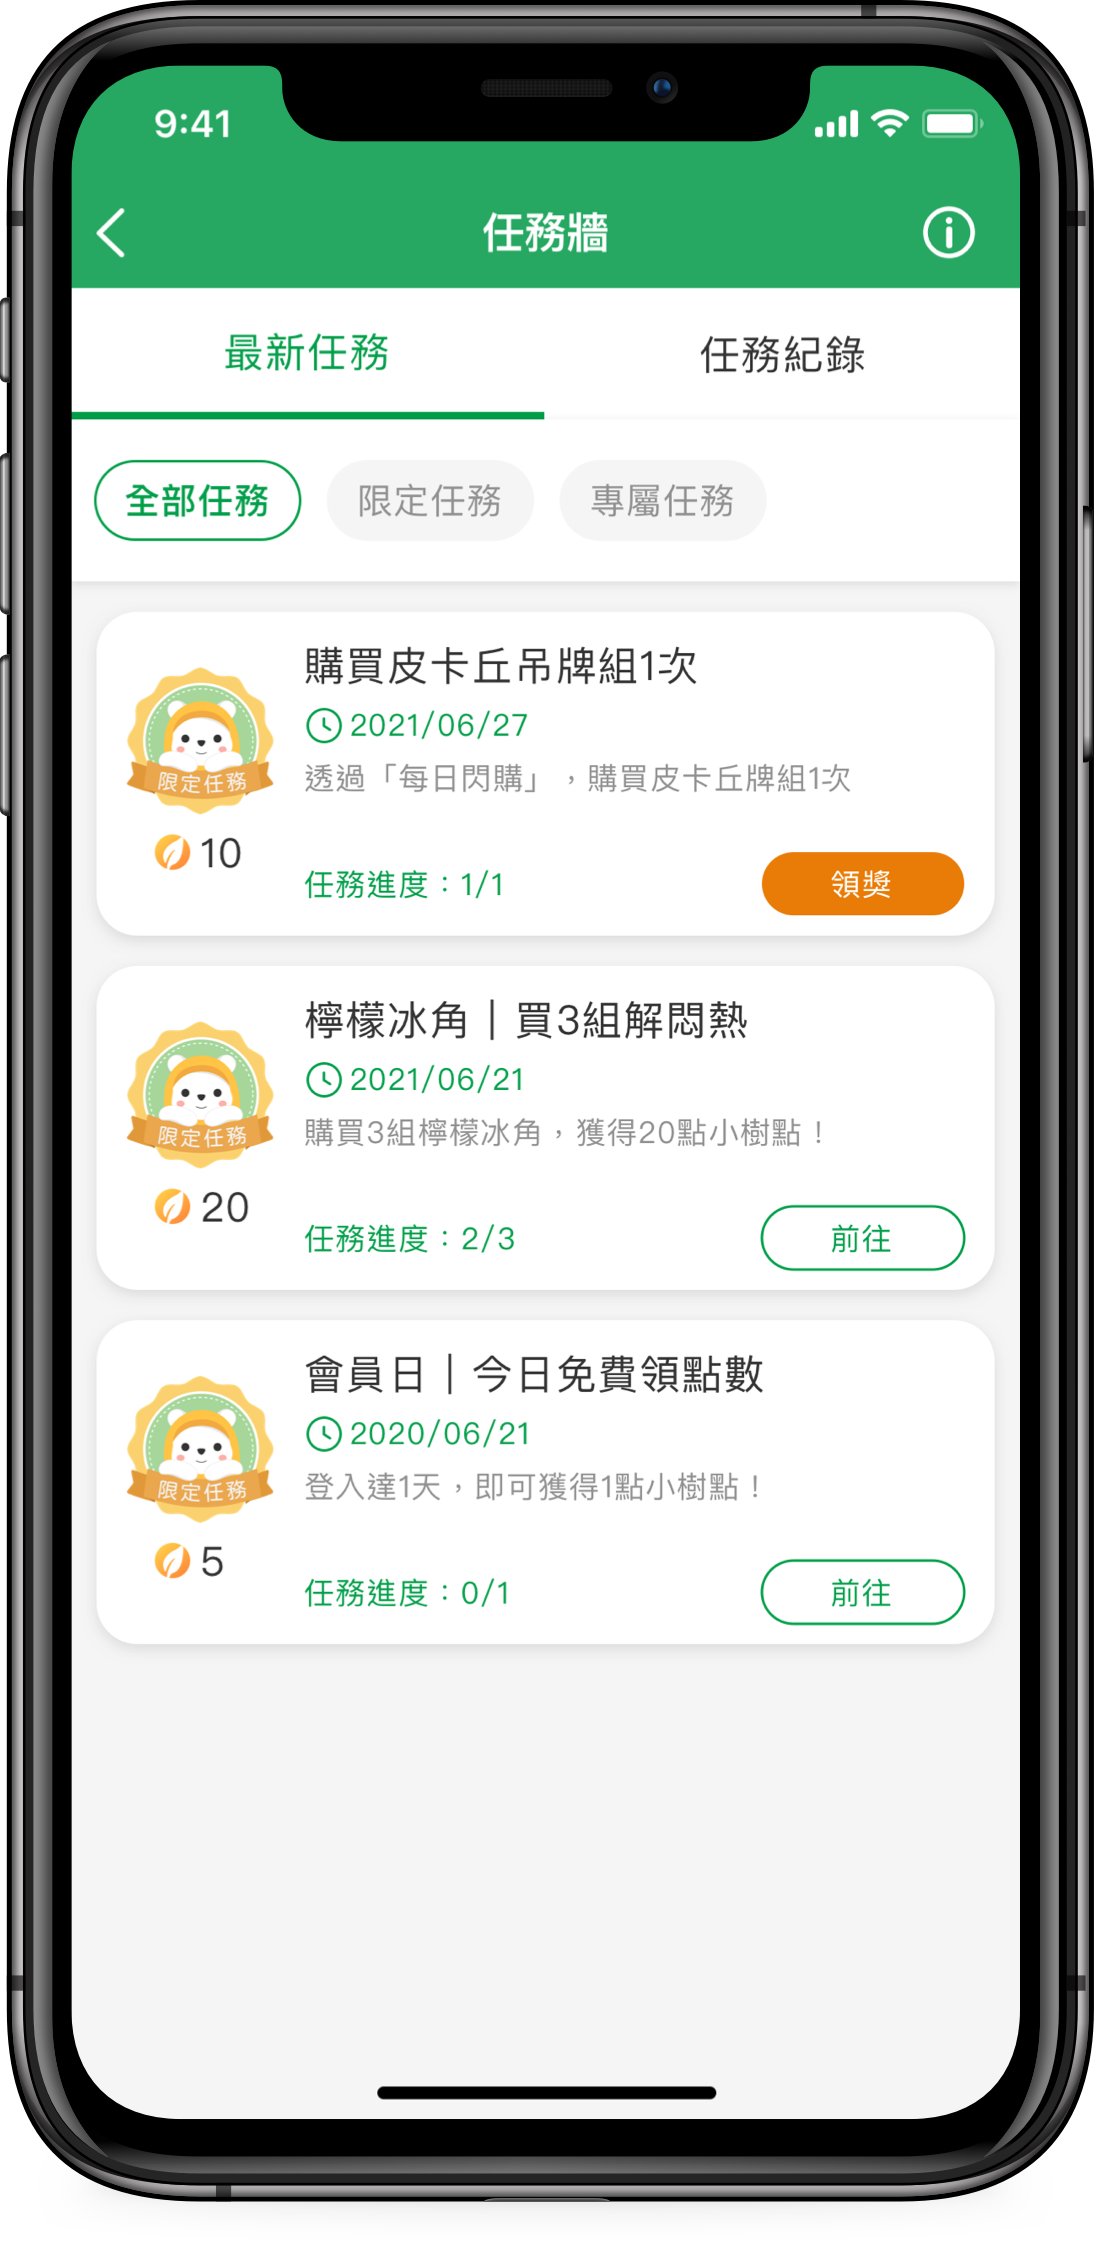 9:41
任務牆
最新任務
任務紀錄
全部任務
限定任務
專屬任務
購買皮卡丘吊牌組1次
2021/06/27
透過「每日閃購」，購買皮卡丘牌組1次
限定任務
10
任務進度：1/1
領獎
檸檬冰角｜買3組解悶熱
2021/06/21
購買3組檸檬冰角，獲得20點小樹點！
限定任務
20
任務進度：2/3
前往
會員日｜今日免費領點數
2020/06/21
登入達1天，即可獲得1點小樹點！
限定任務
5
任務進度：0/1
前往